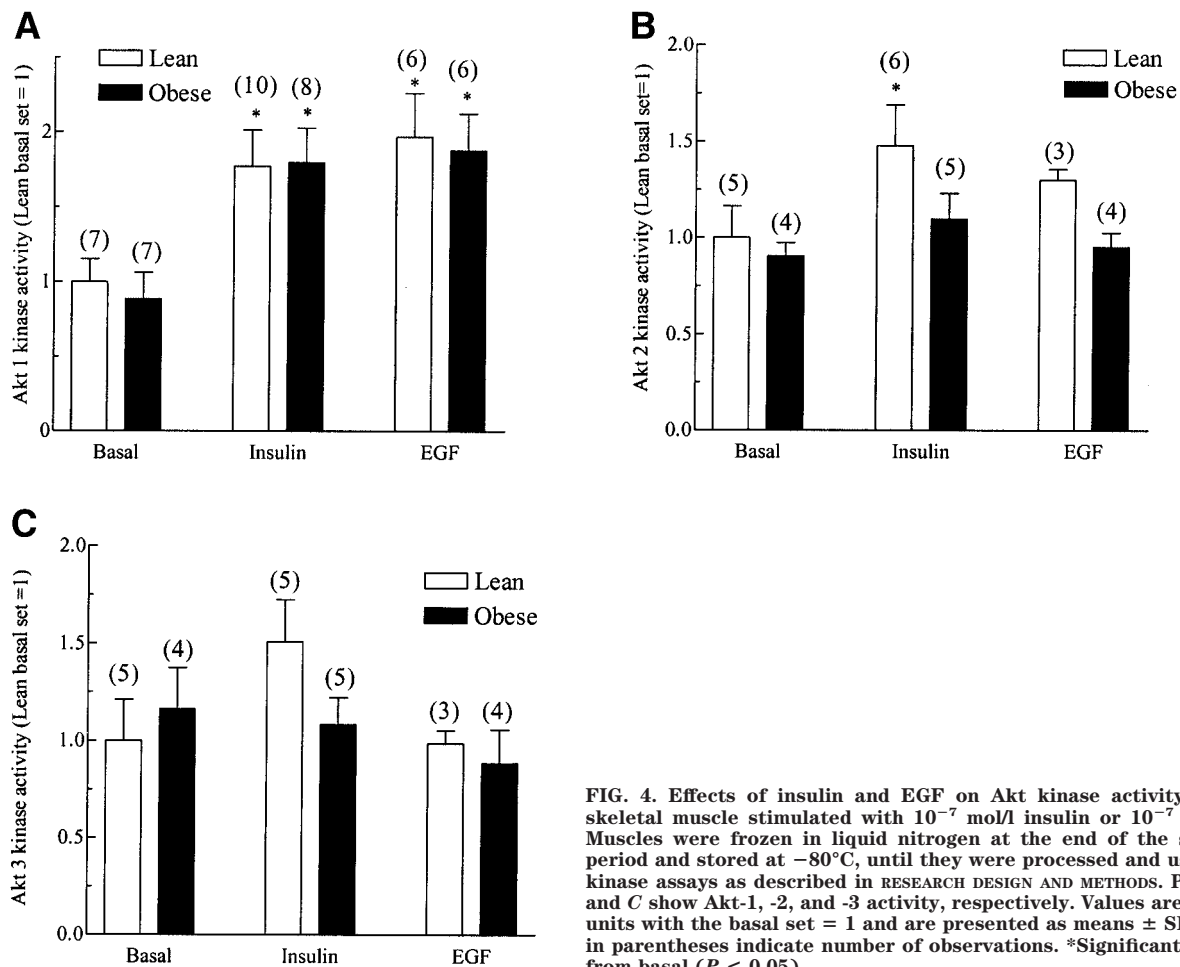 A
Lean
Obese
Akt 1 kinase activity (Lean basal set = 1)
2
1
0
(7)
(7)
(10)
*
(8)
*
(6)
*
(6)
*
Basal
Insulin
EGF
B
Lean
Obese
Akt 2 kinase activity (Lean basal set=1)
2.0
1.5
1.0
0.5
0.0
(5)
(4)
(6)
*
(5)
(3)
(4)
Basal
Insulin
EGF
C
Lean
Obese
Akt 3 kinase activity (Lean basal set =1)
2.0
1.5
1.0
0.5
0.0
(5)
(4)
(5)
(5)
(3)
(4)
Basal
Insulin
EGF
FIG. 4. Effects of insulin and EGF on Akt kinase activity
skeletal muscle stimulated with 10⁻⁷ mol/l insulin or 10⁻⁷
Muscles were frozen in liquid nitrogen at the end of the
period and stored at −80°C, until they were processed and
kinase assays as described in RESEARCH DESIGN AND METHODS.
and C show Akt-1, -2, and -3 activity, respectively. Values are
units with the basal set = 1 and are presented as means ±
in parentheses indicate number of observations. *Significant
from basal (P < 0.05)